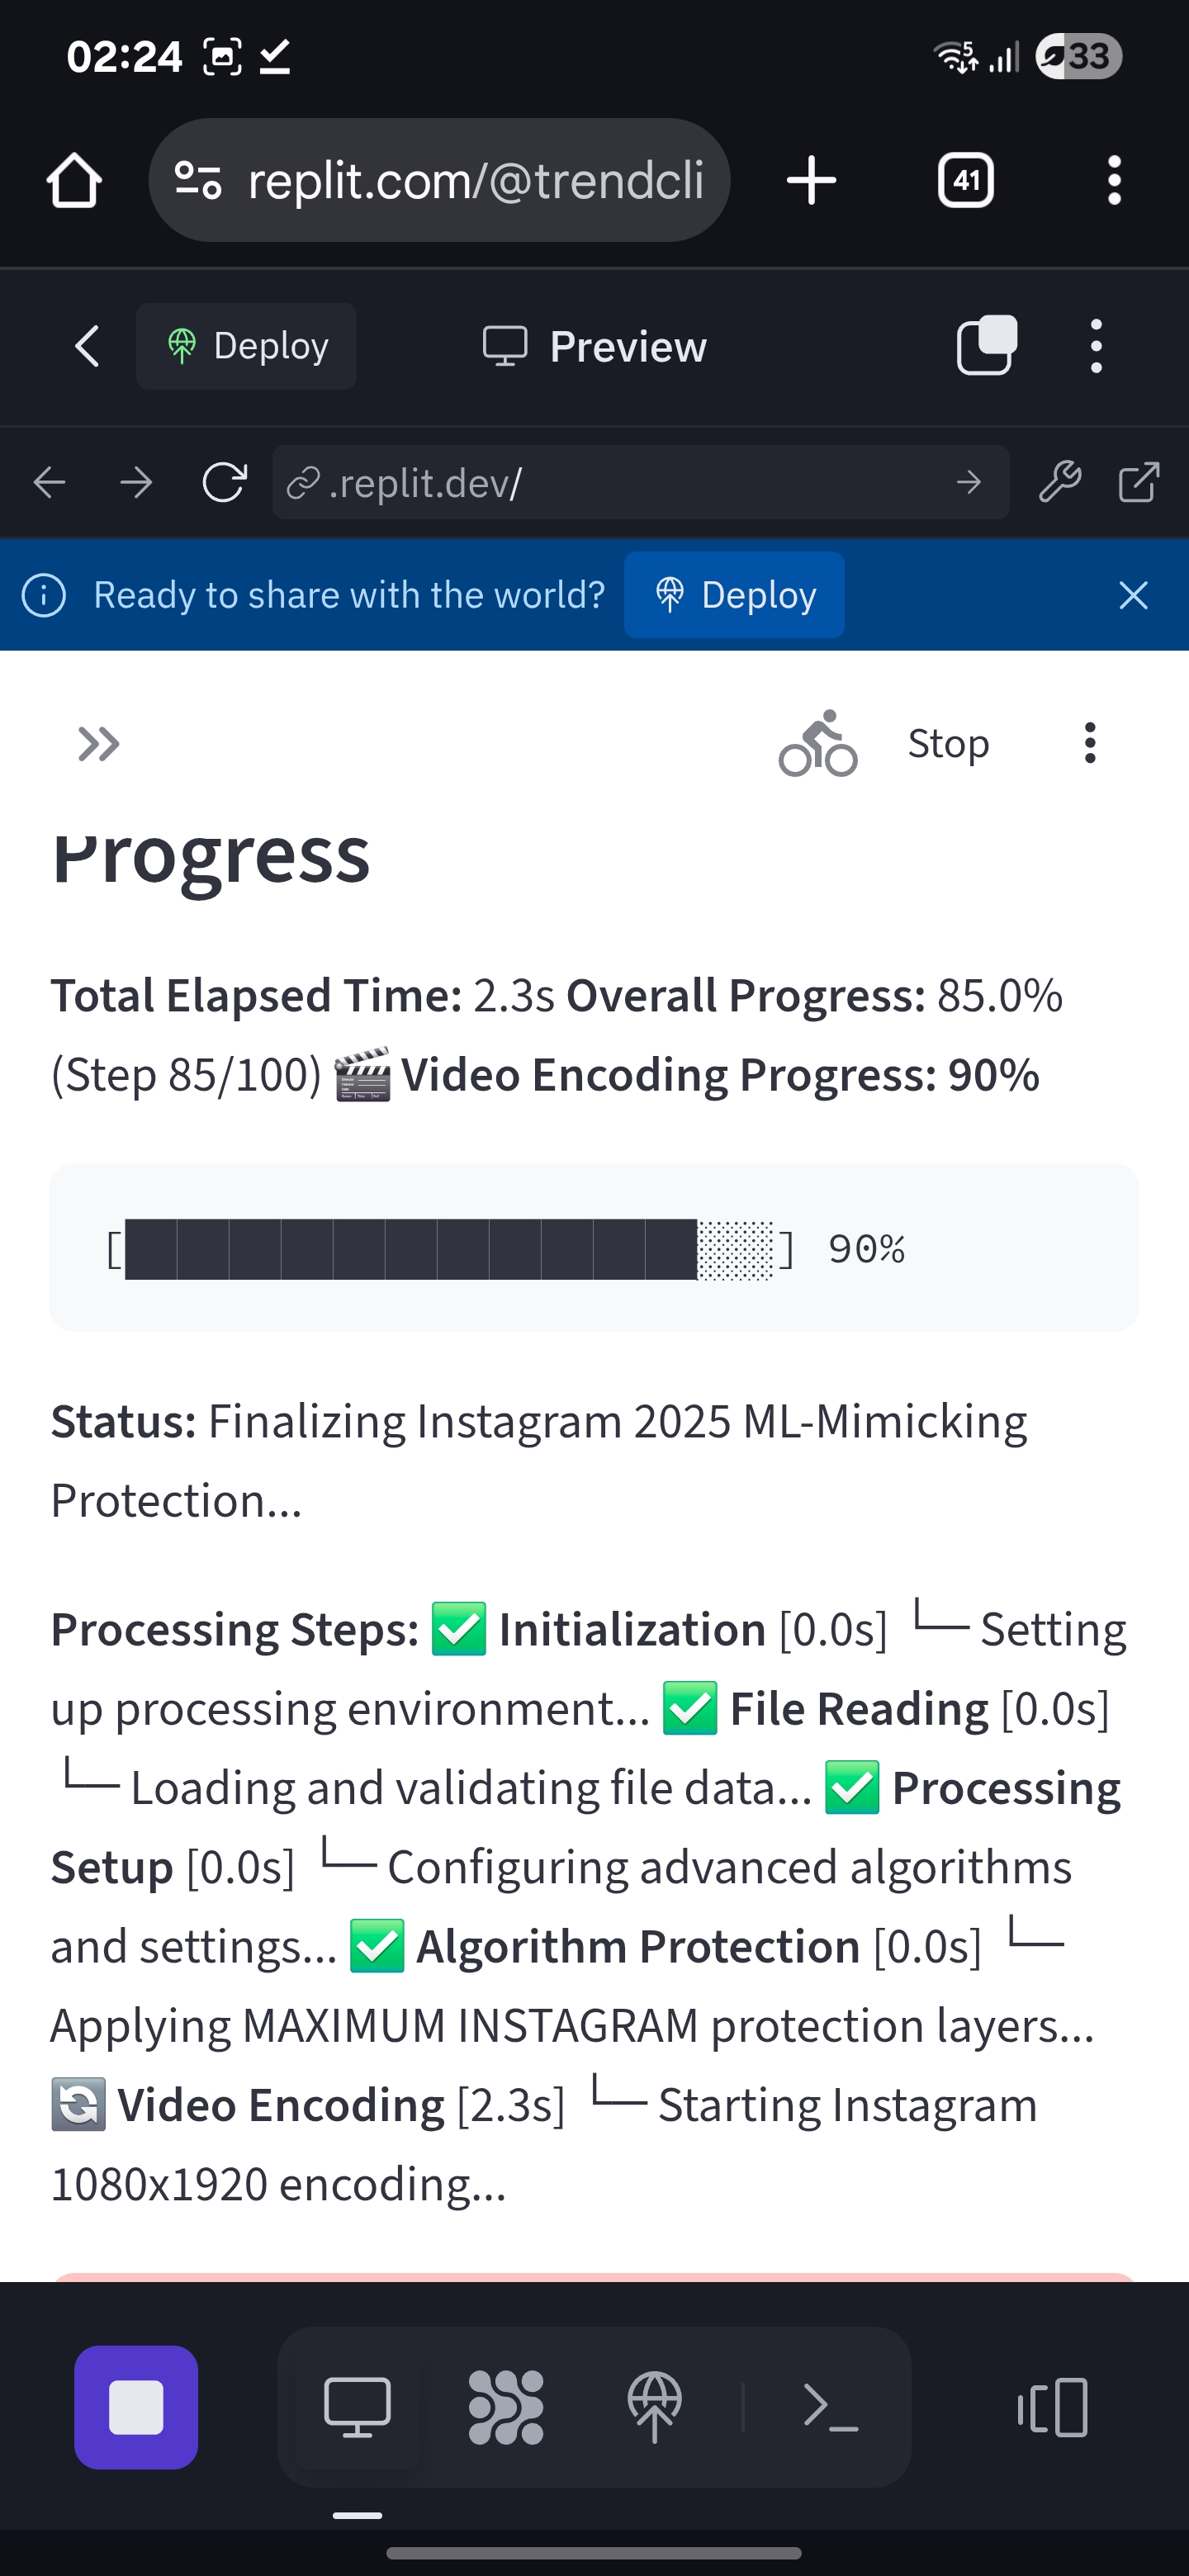 02:24
5
33
replit.com/@trendcli
41
Deploy
Preview
.replit.dev/
Ready to share with the world?
Deploy
Stop
Progress
Total Elapsed Time: 2.3s Overall Progress: 85.0%
(Step 85/100) 🎬 Video Encoding Progress: 90%
[██████████████████████░░░] 90%
Status: Finalizing Instagram 2025 ML-Mimicking
Protection...
Processing Steps: ✅ Initialization [0.0s] └─ Setting
up processing environment... ✅ File Reading [0.0s]
└─ Loading and validating file data... ✅ Processing
Setup [0.0s] └─ Configuring advanced algorithms
and settings... ✅ Algorithm Protection [0.0s] └─
Applying MAXIMUM INSTAGRAM protection layers...
🔄 Video Encoding [2.3s] └─ Starting Instagram
1080x1920 encoding...